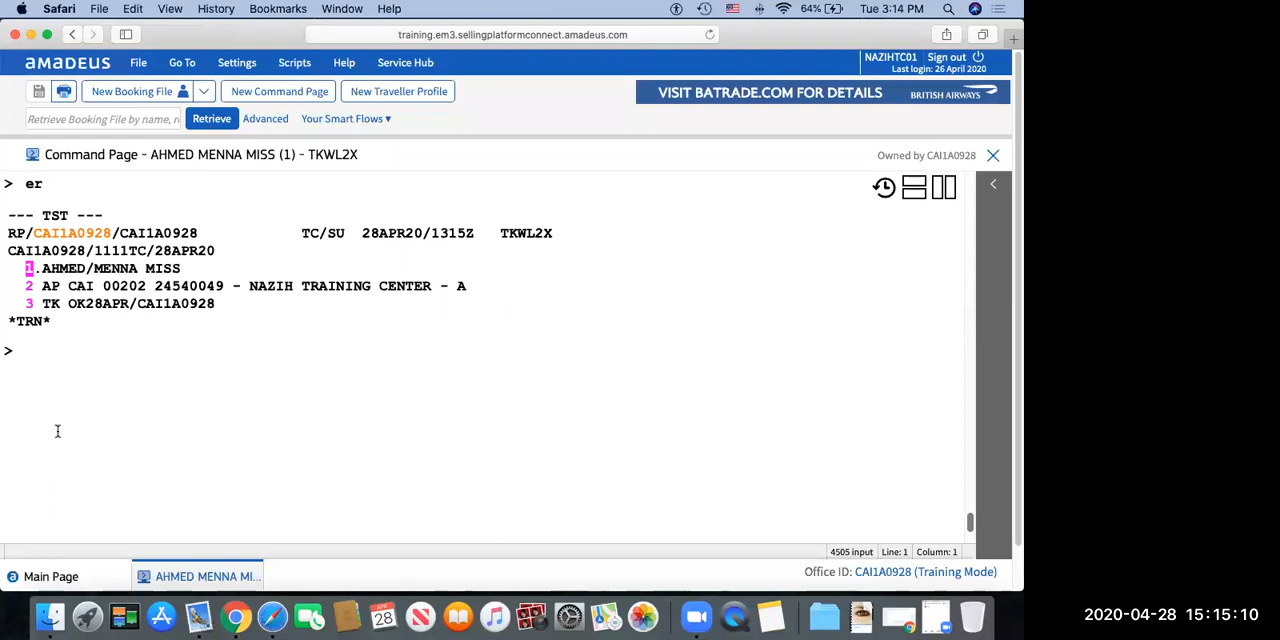 Safari File Edit View History Bookmarks Window Help 64% Tue 3:14 PM
training.em3.sellingplatformconnect.amadeus.com
amadeus File Go To Settings Scripts Help Service Hub NAZIHTC01 Sign out
Last login: 26 April 2020
New Booking File New Command Page New Traveller Profile VISIT BATRADE.COM FOR DETAILS BRITISH AIRWAYS
Retrieve Booking File by name, r Retrieve Advanced Your Smart Flows ▾
Command Page - AHMED MENNA MISS (1) - TKWL2X Owned by CAI1A0928
> er
--- TST ---
RP/CAI1A0928/CAI1A0928 TC/SU 28APR20/1315Z TKWL2X
CAI1A0928/1111TC/28APR20
1.AHMED/MENNA MISS
2 AP CAI 00202 24540049 - NAZIH TRAINING CENTER - A
3 TK OK28APR/CAI1A0928
*TRN*
>
4505 input Line: 1 Column: 1
Main Page AHMED MENNA MI...
Office ID: CAI1A0928 (Training Mode)
APR
28
2020-04-28 15:15:10